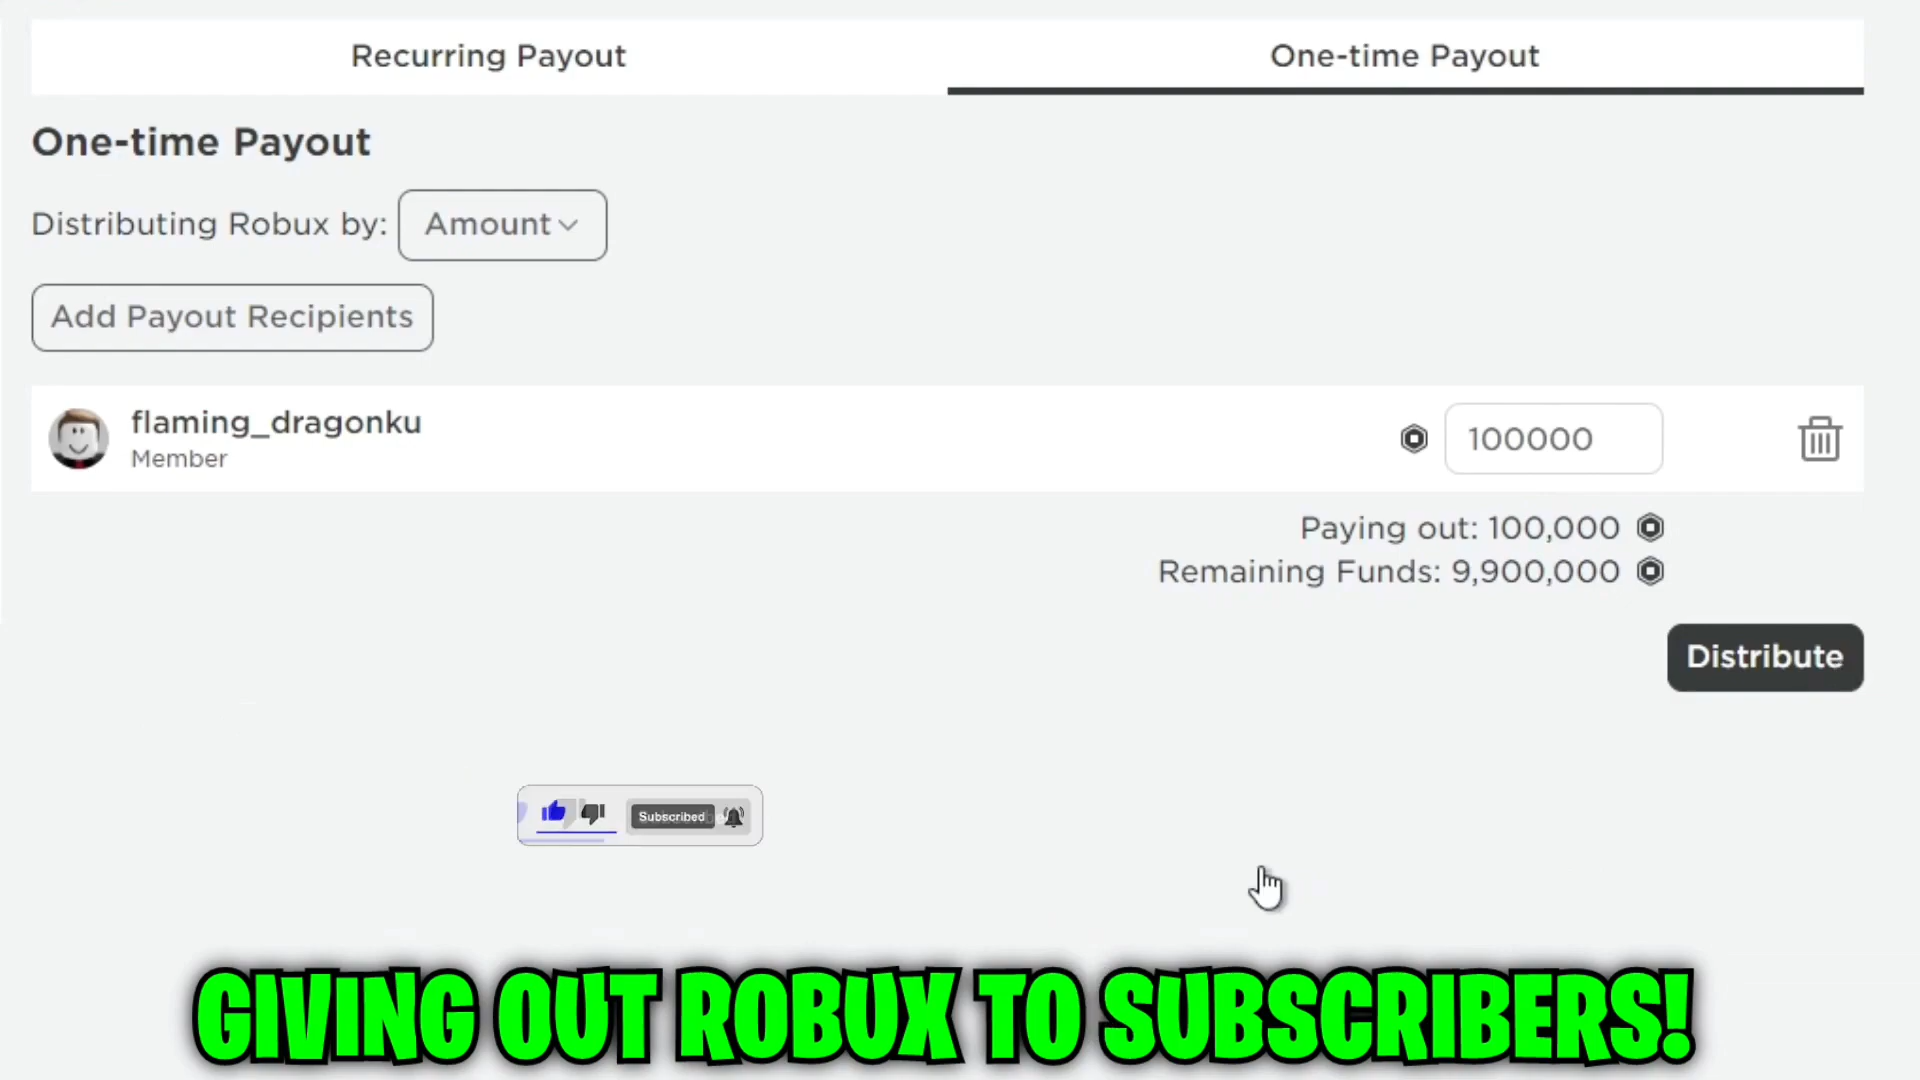 Recurring Payout
One-time Payout
One-time Payout
Distributing Robux by: Amount
Add Payout Recipients
flaming_dragonku
Member
100000
Paying out: 100,000
Remaining Funds: 9,900,000
Distribute
Subscribed
GIVING OUT ROBUX TO SUBSCRIBERS!